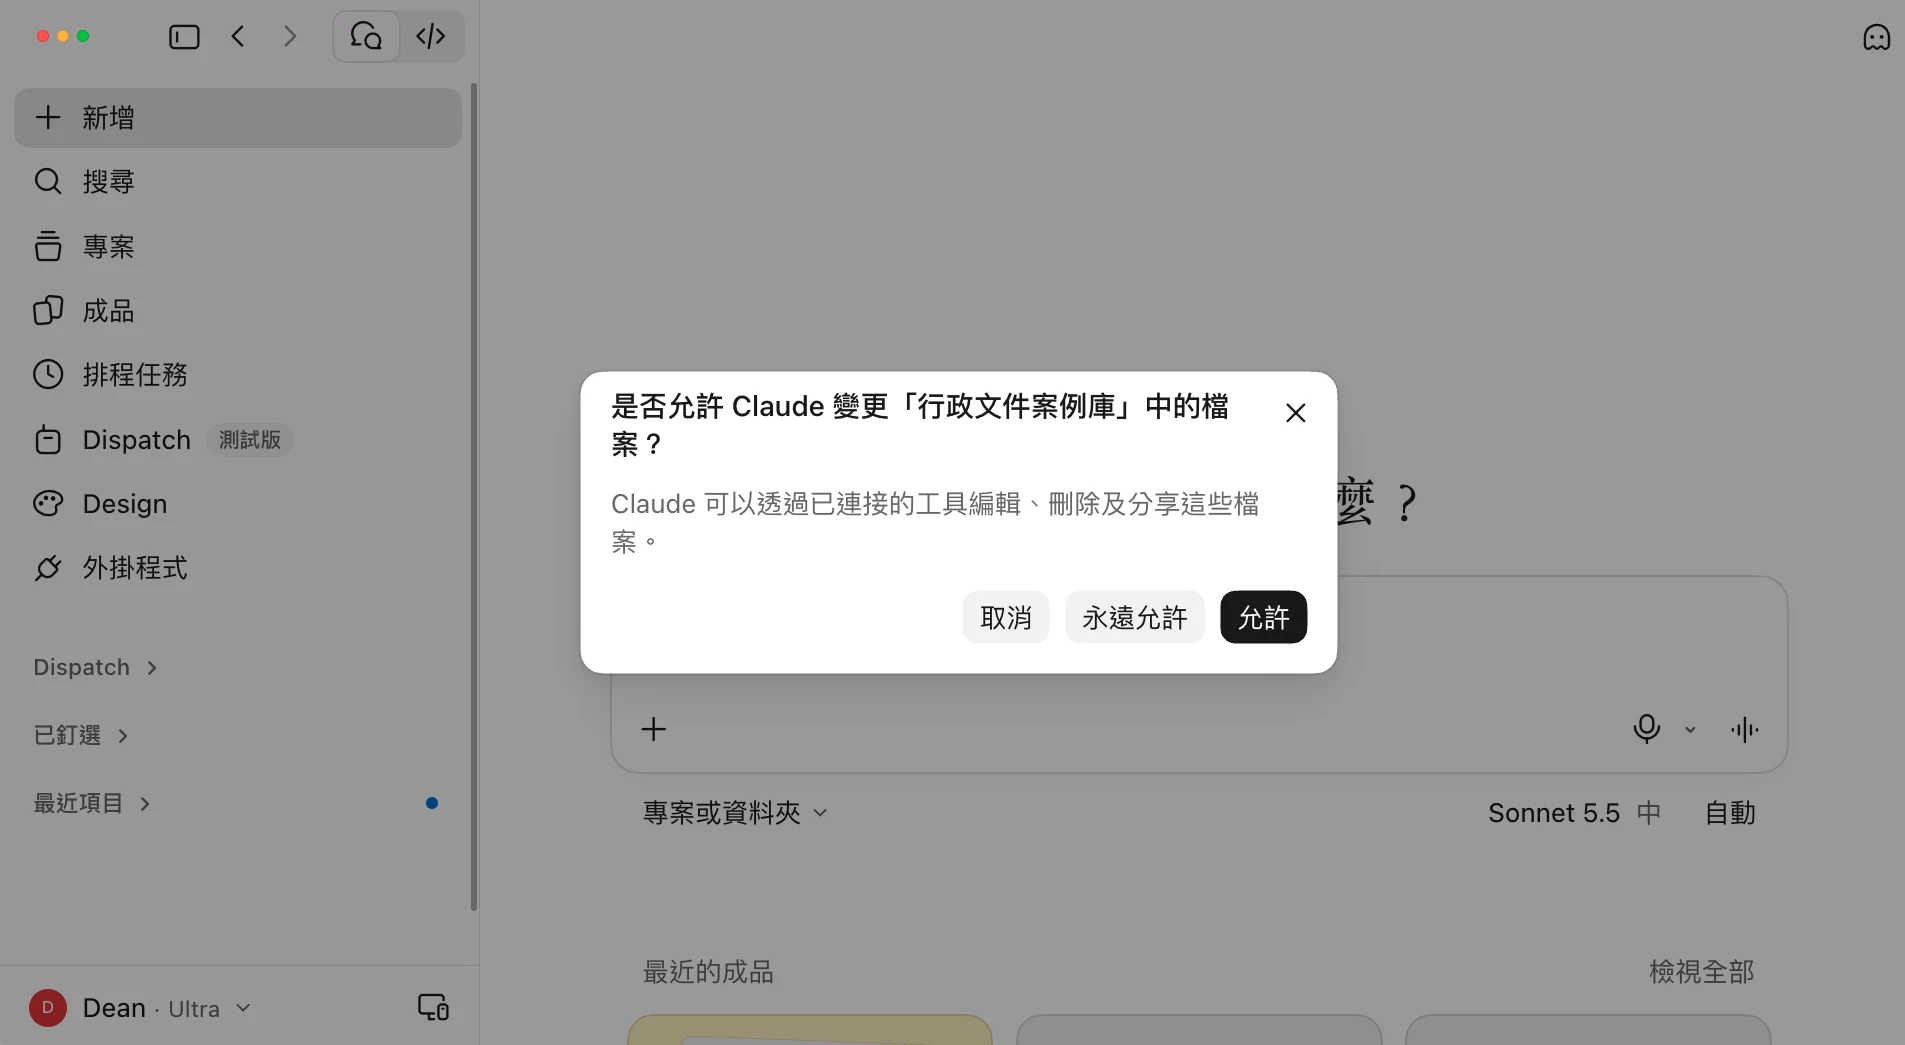 新增
搜尋
專案
成品
排程任務
Dispatch 測試版
Design
外掛程式
Dispatch
已釘選
最近項目
D Dean · Ultra
是否允許 Claude 變更「行政文件案例庫」中的檔
案？
Claude 可以透過已連接的工具編輯、刪除及分享這些檔
案。
取消 永遠允許 允許
麼？
專案或資料夾
Sonnet 5.5 中 自動
最近的成品 檢視全部